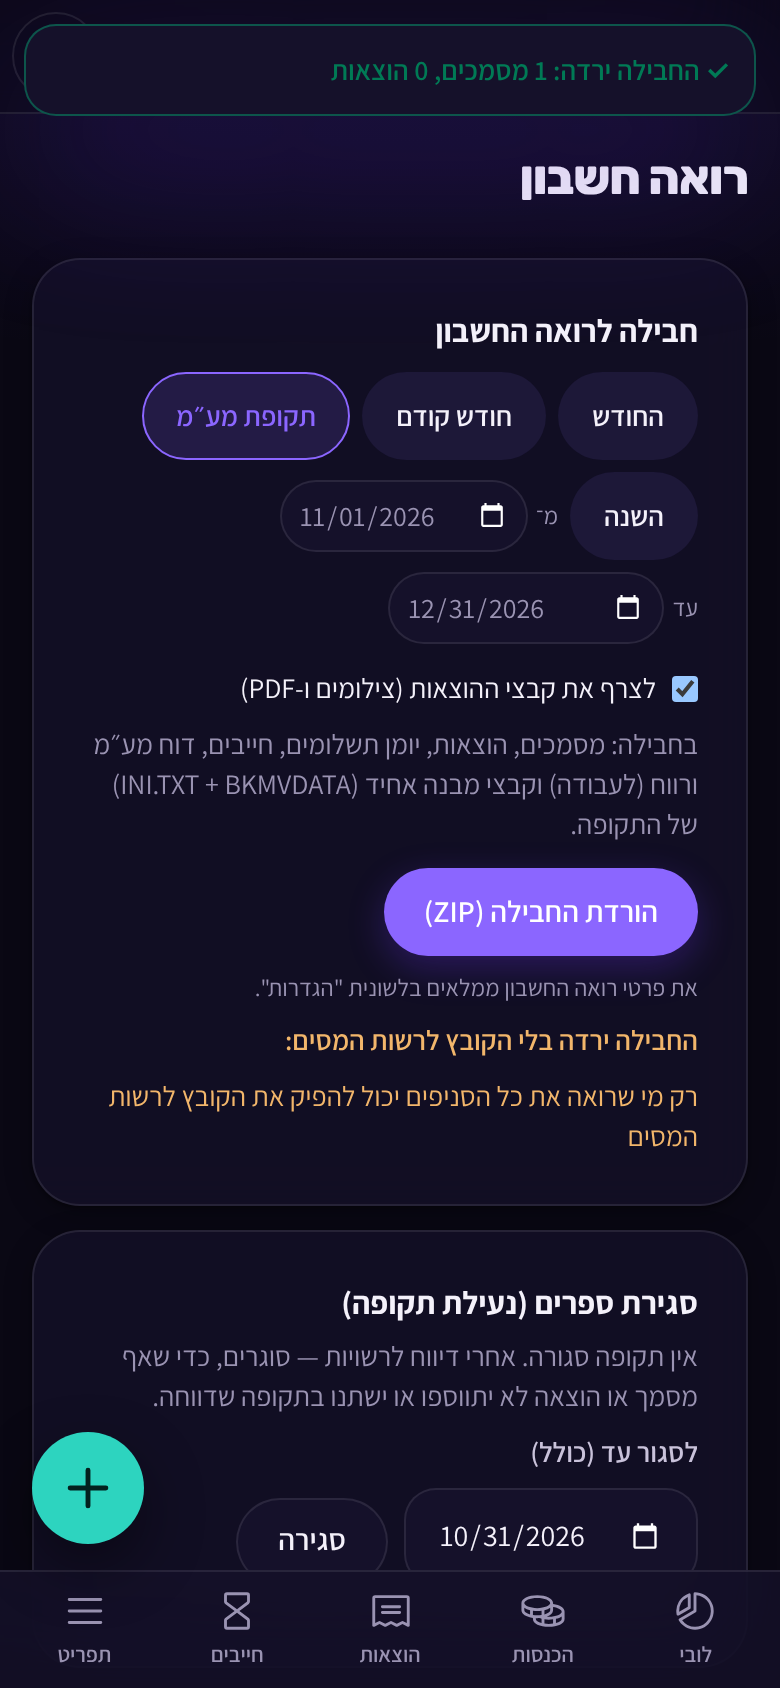 ✓ החבילה ירדה: 1 מסמכים, 0 הוצאות
רואה חשבון
חבילה לרואה החשבון
החודש
חודש קודם
תקופת מע״מ
השנה
מ־
11/01/2026
עד
12/31/2026
לצרף את קבצי ההוצאות (צילומים ו-PDF)
בחבילה: מסמכים, הוצאות, יומן תשלומים, חייבים, דוח מע״מ
ורווח (לעבודה) וקבצי מבנה אחיד (INI.TXT + BKMVDATA)
של התקופה.
הורדת החבילה (ZIP)
את פרטי רואה החשבון ממלאים בלשונית "הגדרות".
החבילה ירדה בלי הקובץ לרשות המסים:
רק מי שרואה את כל הסניפים יכול להפיק את הקובץ לרשות
המסים
סגירת ספרים (נעילת תקופה)
אין תקופה סגורה. אחרי דיווח לרשויות — סוגרים, כדי שאף
מסמך או הוצאה לא יתווספו או ישתנו בתקופה שדווחה.
לסגור עד (כולל)
10/31/2026
סגירה
לובי
הכנסות
הוצאות
חייבים
תפריט